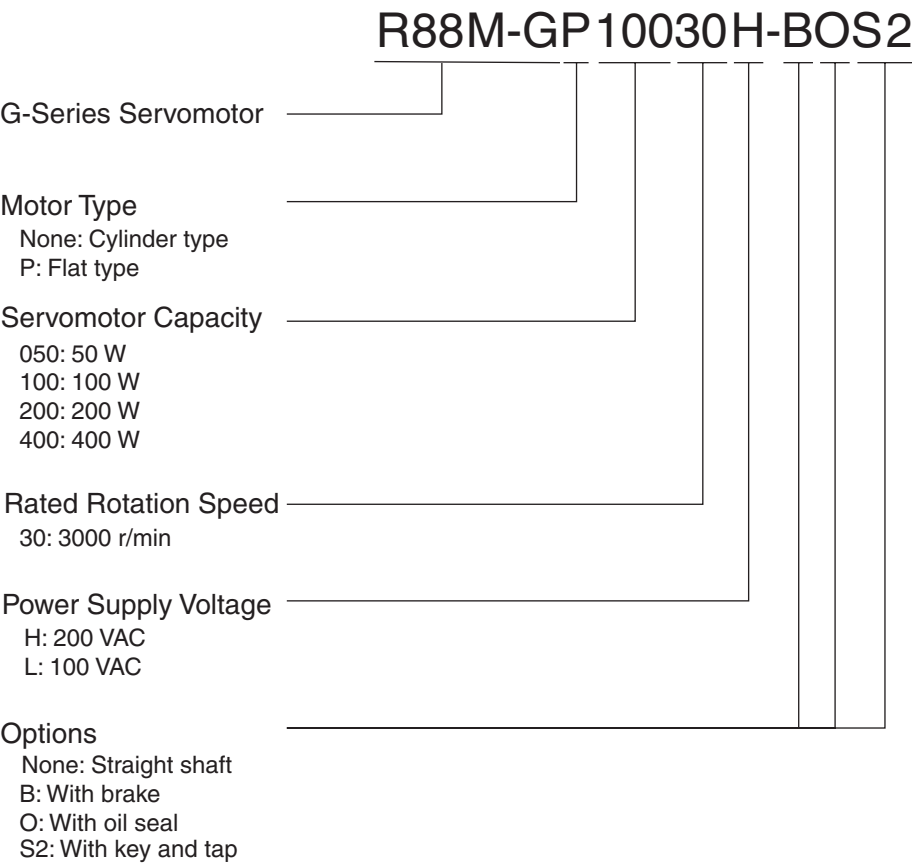 R88M-GP10030H-BOS2
G-Series Servomotor
Motor Type
None: Cylinder type
P: Flat type
Servomotor Capacity
050: 50 W
100: 100 W
200: 200 W
400: 400 W
Rated Rotation Speed
30: 3000 r/min
Power Supply Voltage
H: 200 VAC
L: 100 VAC
Options
None: Straight shaft
B: With brake
O: With oil seal
S2: With key and tap